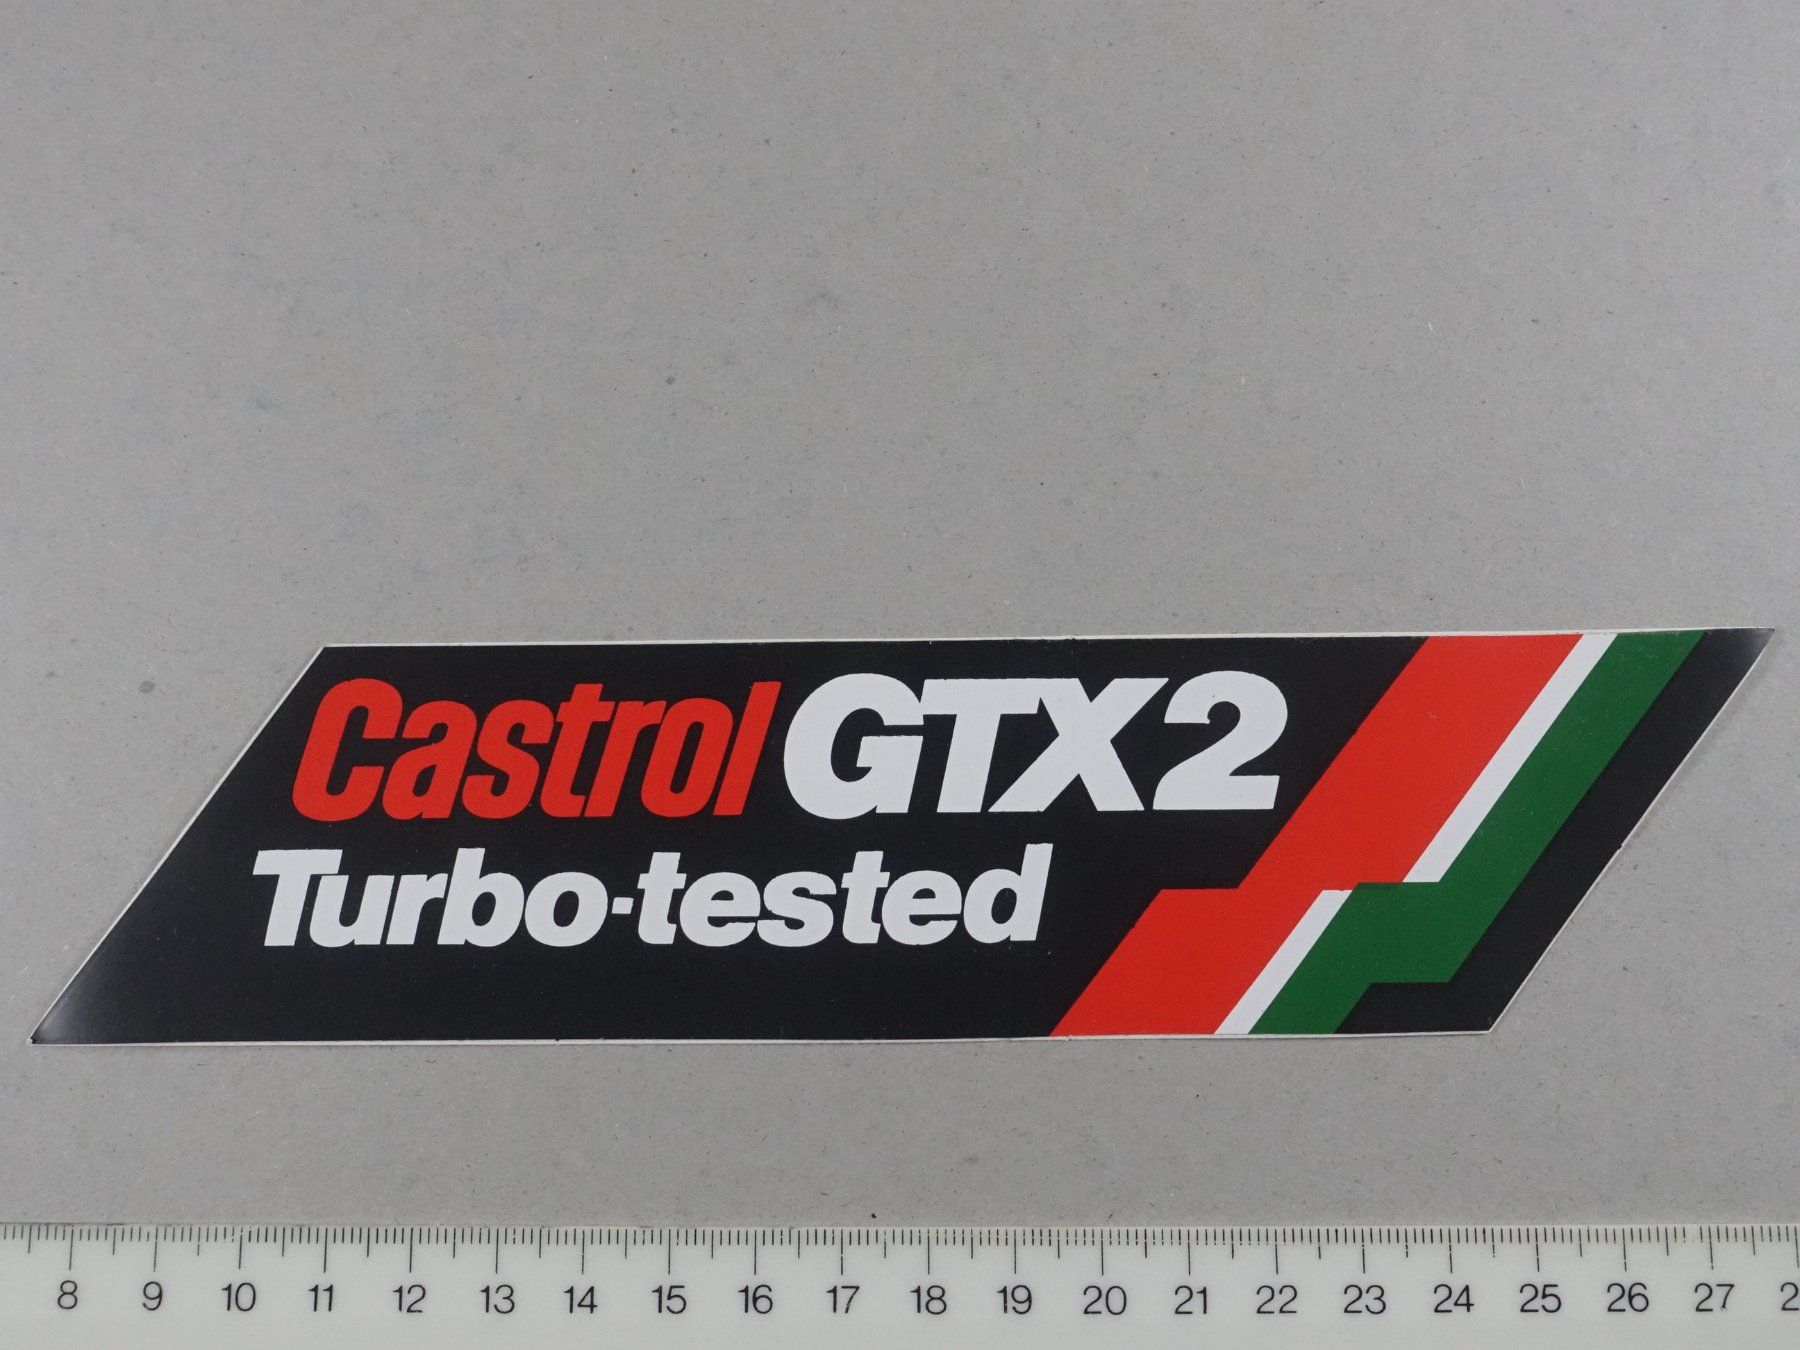 Castrol GTX2
Turbo-tested
8 9 10 11 12 13 14 15 16 17 18 19 20 21 22 23 24 25 26 27